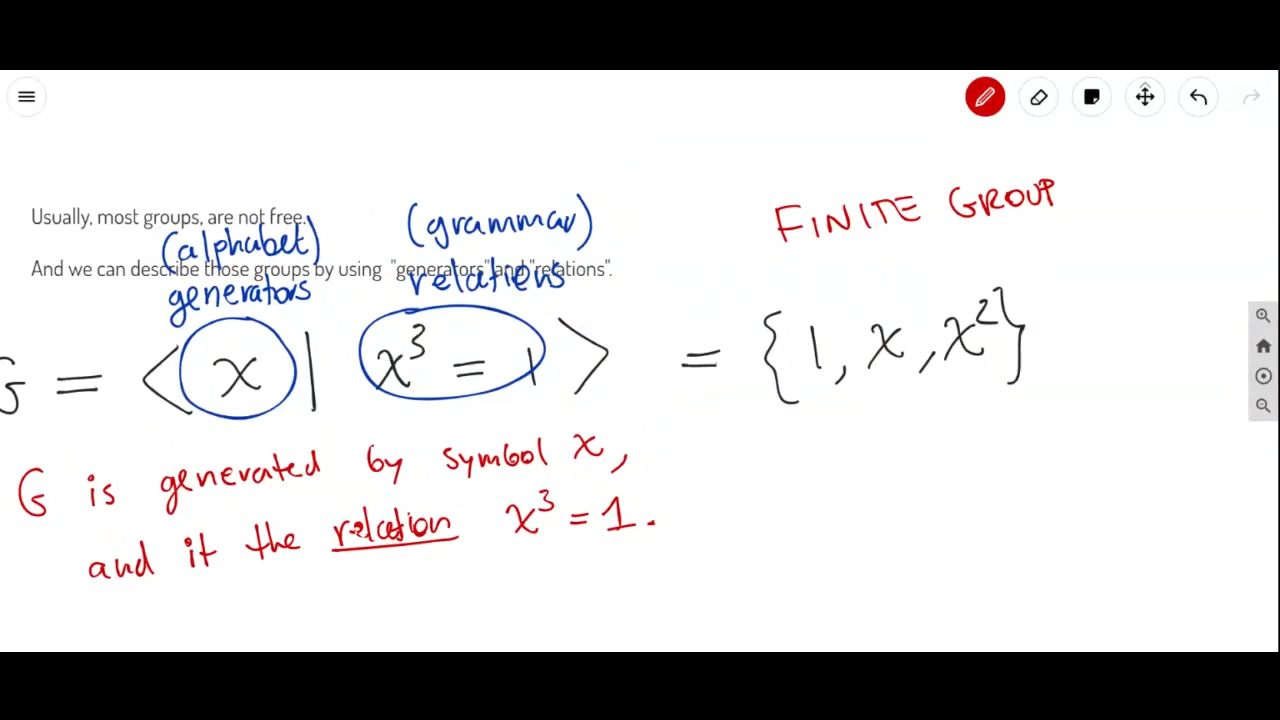 Usually, most groups, are not free.
(alphabet) (grammar)
And we can describe those groups by using "generators" and "relations".
generators relations
FINITE GROUP
G = < x | x³ = 1 > = {1, x, x²}
G is generated by symbol x,
and it the relation x³ = 1.